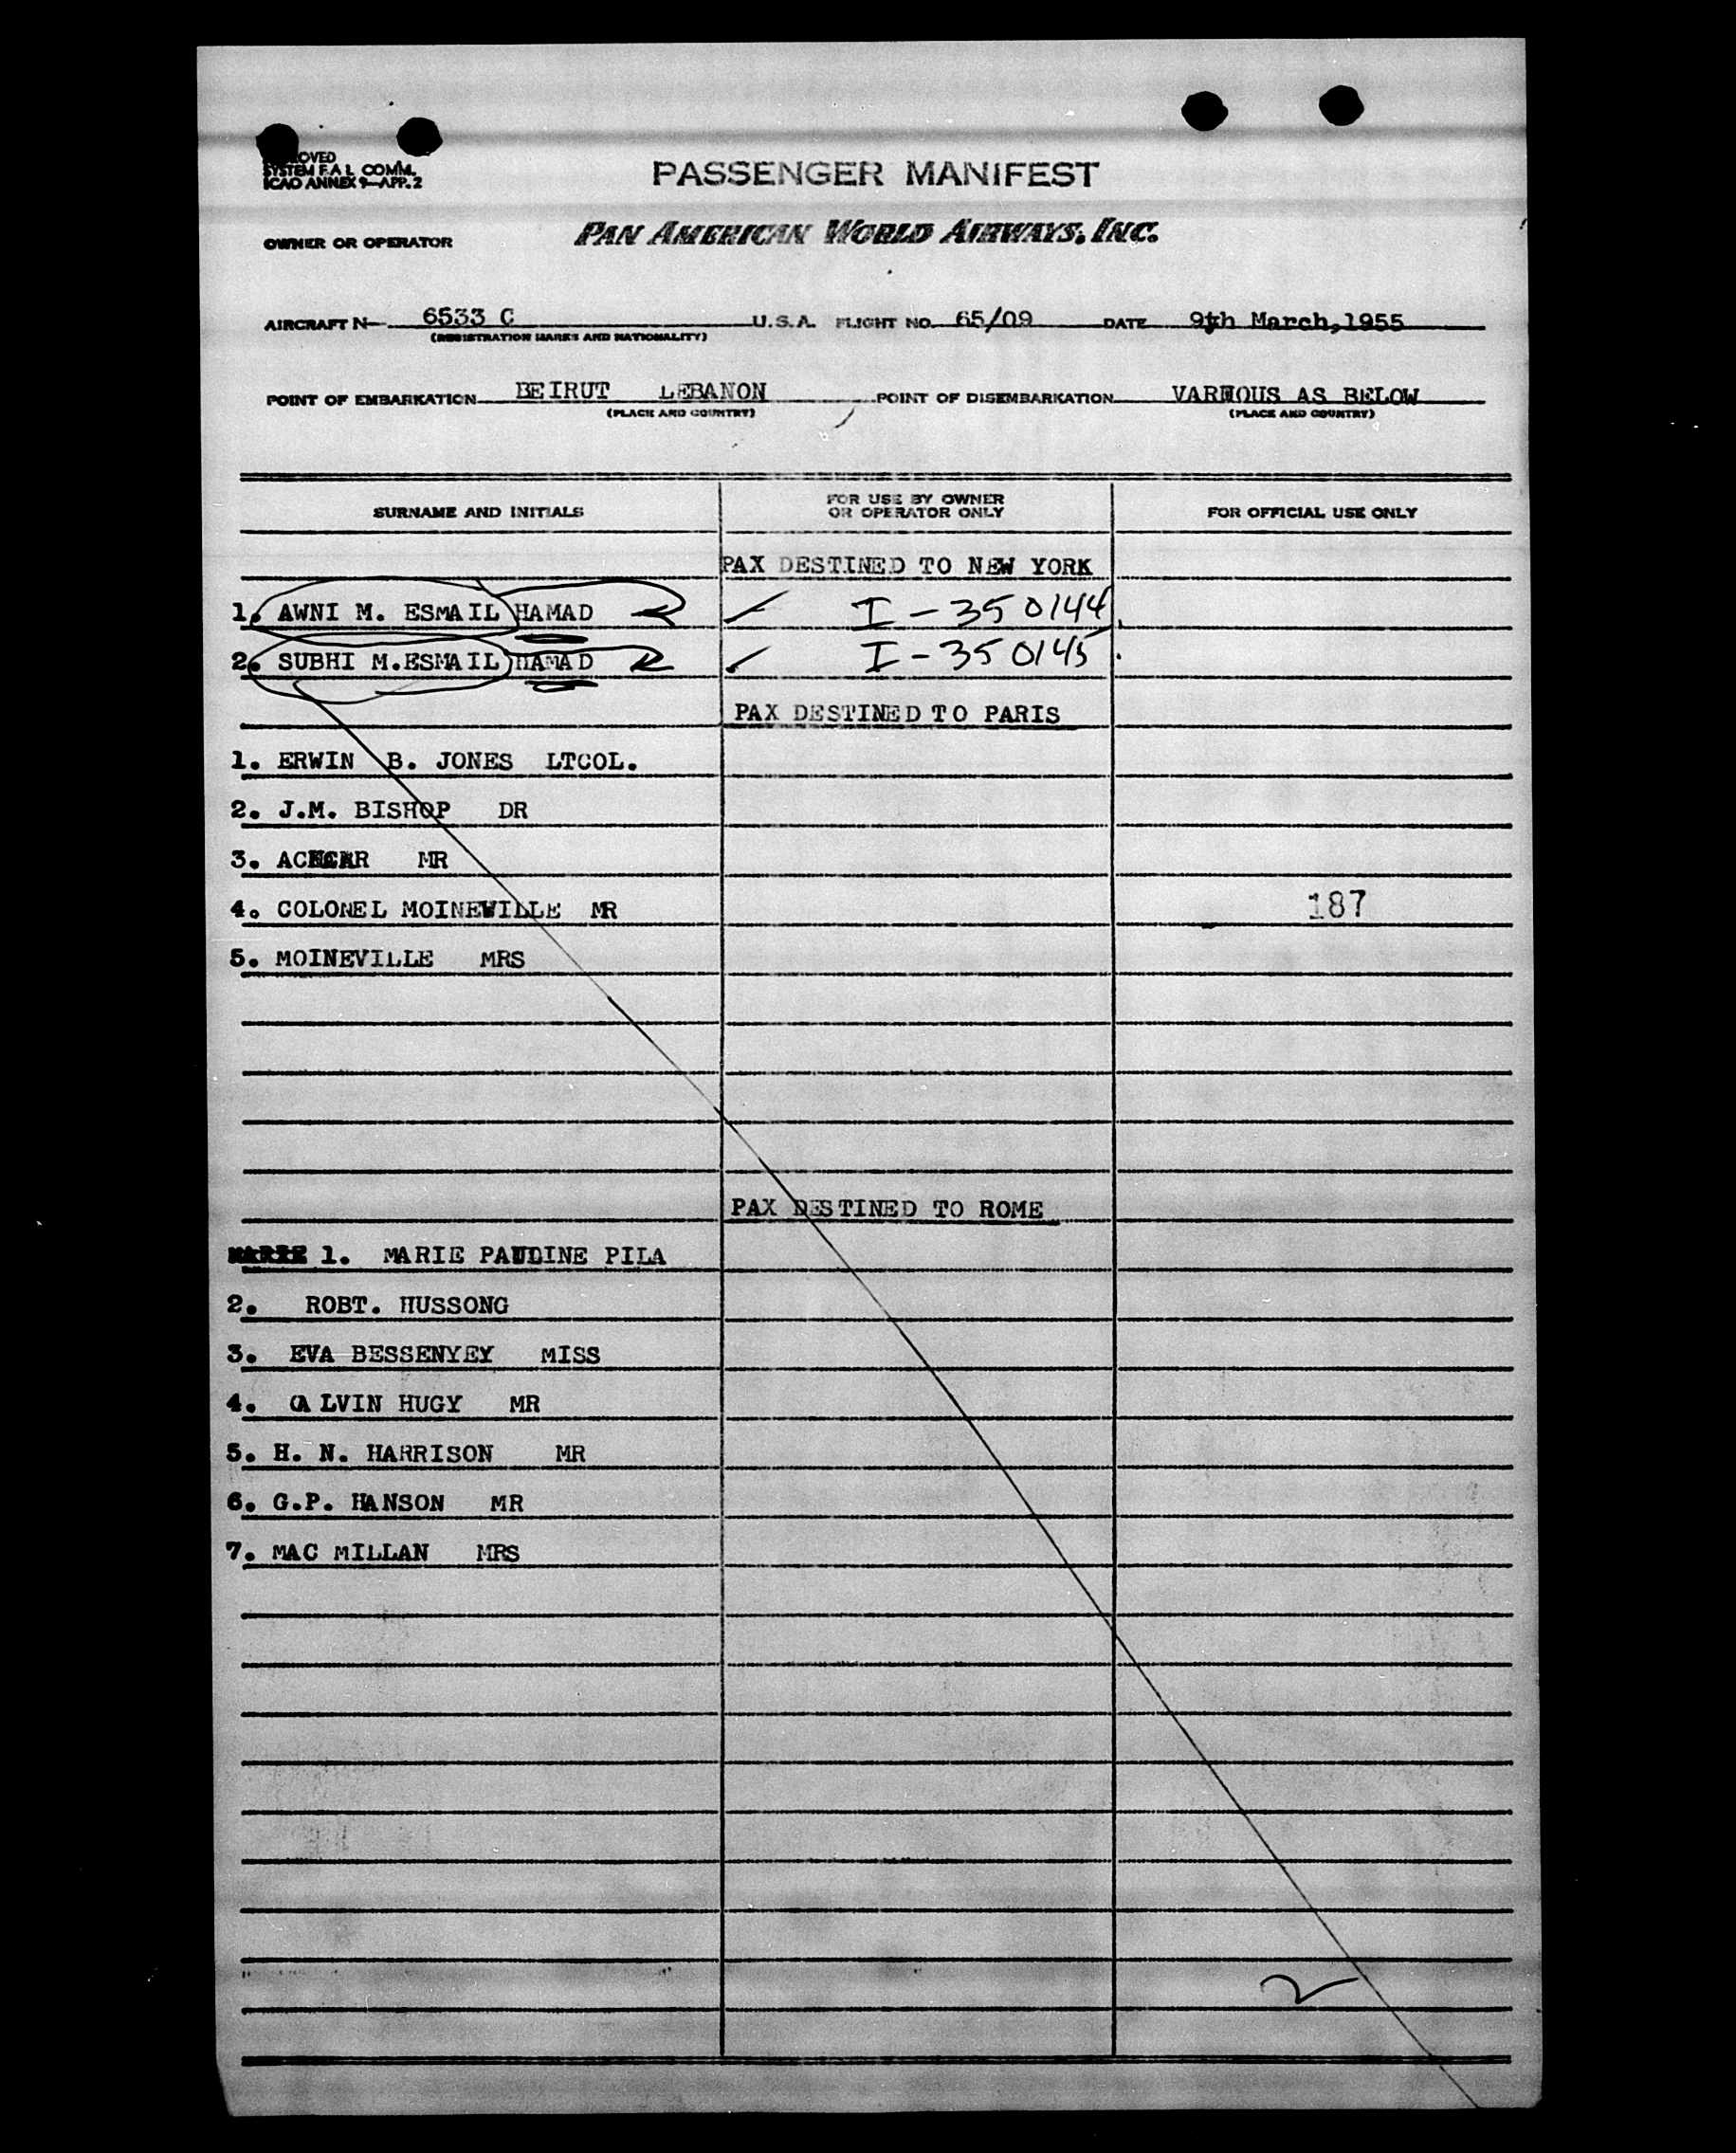 OVED
SYSTEM F.A.L. COMM.
ICAO ANNEX 9—APP. 2
PASSENGER MANIFEST
OWNER OR OPERATOR PAN AMERICAN WORLD AIRWAYS, INC.
AIRCRAFT N— 6533 C U.S.A. FLIGHT NO. 65/09 DATE 9th March,1955
(REGISTRATION MARKS AND NATIONALITY)
POINT OF EMBARKATION BEIRUT LEBANON POINT OF DISEMBARKATION VARIOUS AS BELOW
(PLACE AND COUNTRY) (PLACE AND COUNTRY)
SURNAME AND INITIALS FOR USE BY OWNER OR OPERATOR ONLY FOR OFFICIAL USE ONLY
PAX DESTINED TO NEW YORK
1. AWNI M. ESMAIL HAMAD I-350144
2. SUBHI M.ESMAIL HAMAD I-350145
PAX DESTINED TO PARIS
1. ERWIN B. JONES LTCOL.
2. J.M. BISHOP DR
3. MR
4. COLONEL MOINEVILLE MR 187
5. MOINEVILLE MRS
PAX DESTINED TO ROME
MARIE 1. MARIE PAULINE PILA
2. ROBT. HUSSONG
3. EVA BESSENYEY MISS
4. CALVIN HUGY MR
5. H. N. HARRISON MR
6. G.P. HANSON MR
7. MAC MILLAN MRS
2